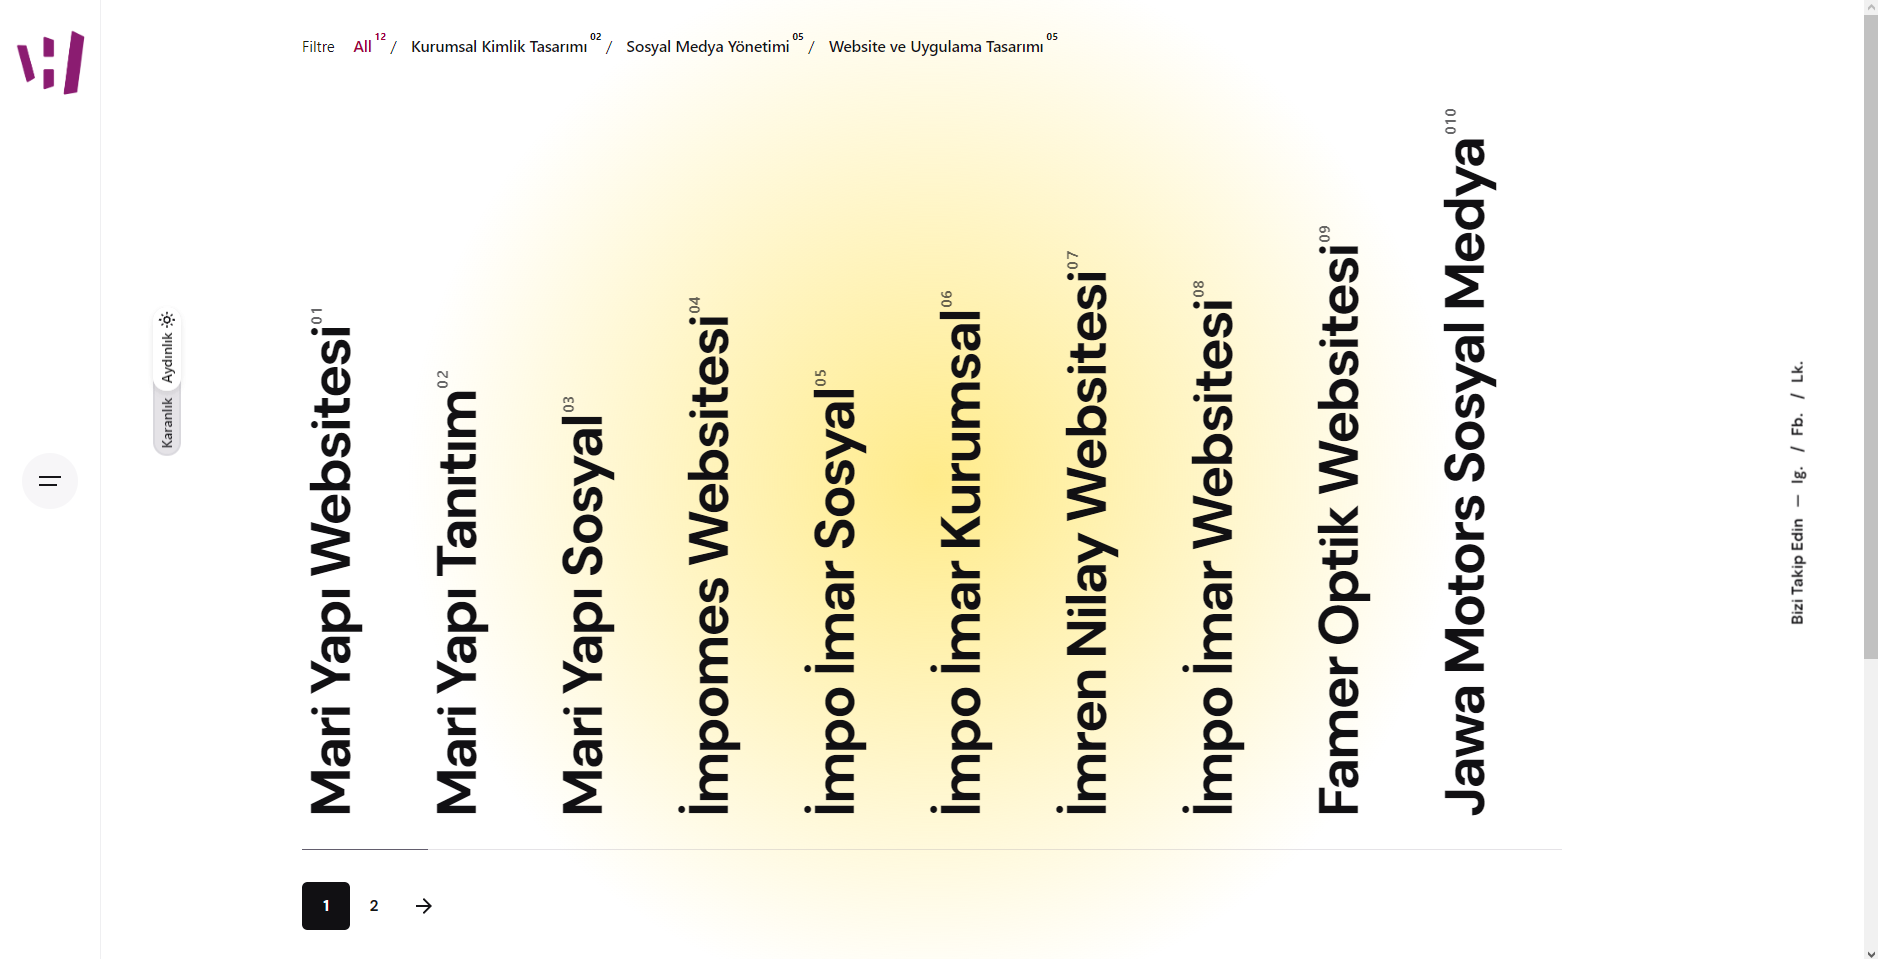 Filtre All 12 / Kurumsal Kimlik Tasarımı 02 / Sosyal Medya Yönetimi 05 / Website ve Uygulama Tasarımı 05
Karanlık Aydınlık
Mari Yapı Websitesi 01
Mari Yapı Tanıtım 02
Mari Yapı Sosyal 03
İmpomes Websitesi 04
İmpo İmar Sosyal 05
İmpo İmar Kurumsal 06
İmren Nilay Websitesi 07
İmpo İmar Websitesi 08
Famer Optik Websitesi 09
Jawa Motors Sosyal Medya 010
Bizi Takip Edin — Ig. / Fb. / Lk.
1 2